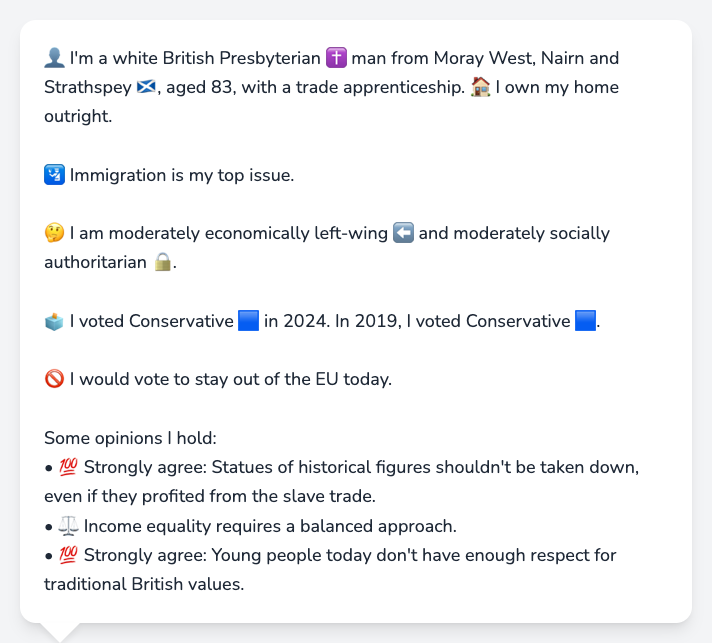 👤 I'm a white British Presbyterian ✝️ man from Moray West, Nairn and
Strathspey 🏴󠁧󠁢󠁳󠁣󠁴󠁿, aged 83, with a trade apprenticeship. 🏠 I own my home
outright.
🛂 Immigration is my top issue.
🤔 I am moderately economically left-wing ⬅️ and moderately socially
authoritarian 🔒.
🗳️ I voted Conservative 🟦 in 2024. In 2019, I voted Conservative 🟦.
🚫 I would vote to stay out of the EU today.
Some opinions I hold:
• 💯 Strongly agree: Statues of historical figures shouldn't be taken down,
even if they profited from the slave trade.
• ⚖️ Income equality requires a balanced approach.
• 💯 Strongly agree: Young people today don't have enough respect for
traditional British values.